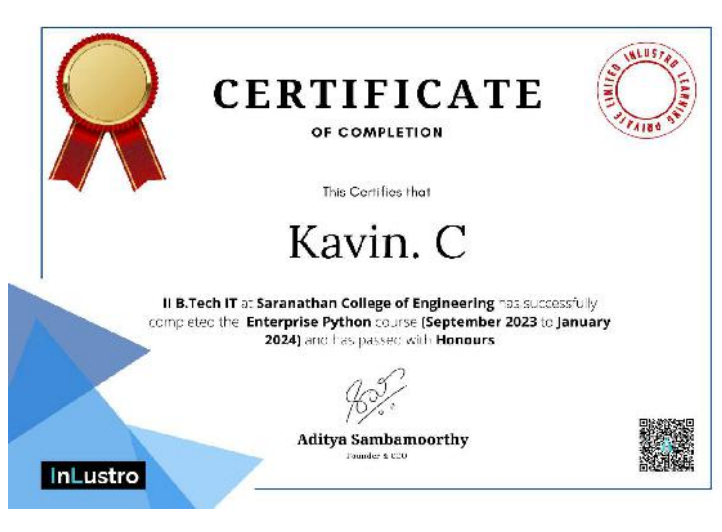 CERTIFICATE
OF COMPLETION
INLUSTRO LEARNING PRIVATE LIMITED
This Certifies that
Kavin. C
II B.Tech IT at Saranathan College of Engineering has successfully
completed the Enterprise Python course (September 2023 to January
2024) and has passed with Honours
Aditya Sambamoorthy
Founder & CEO
InLustro